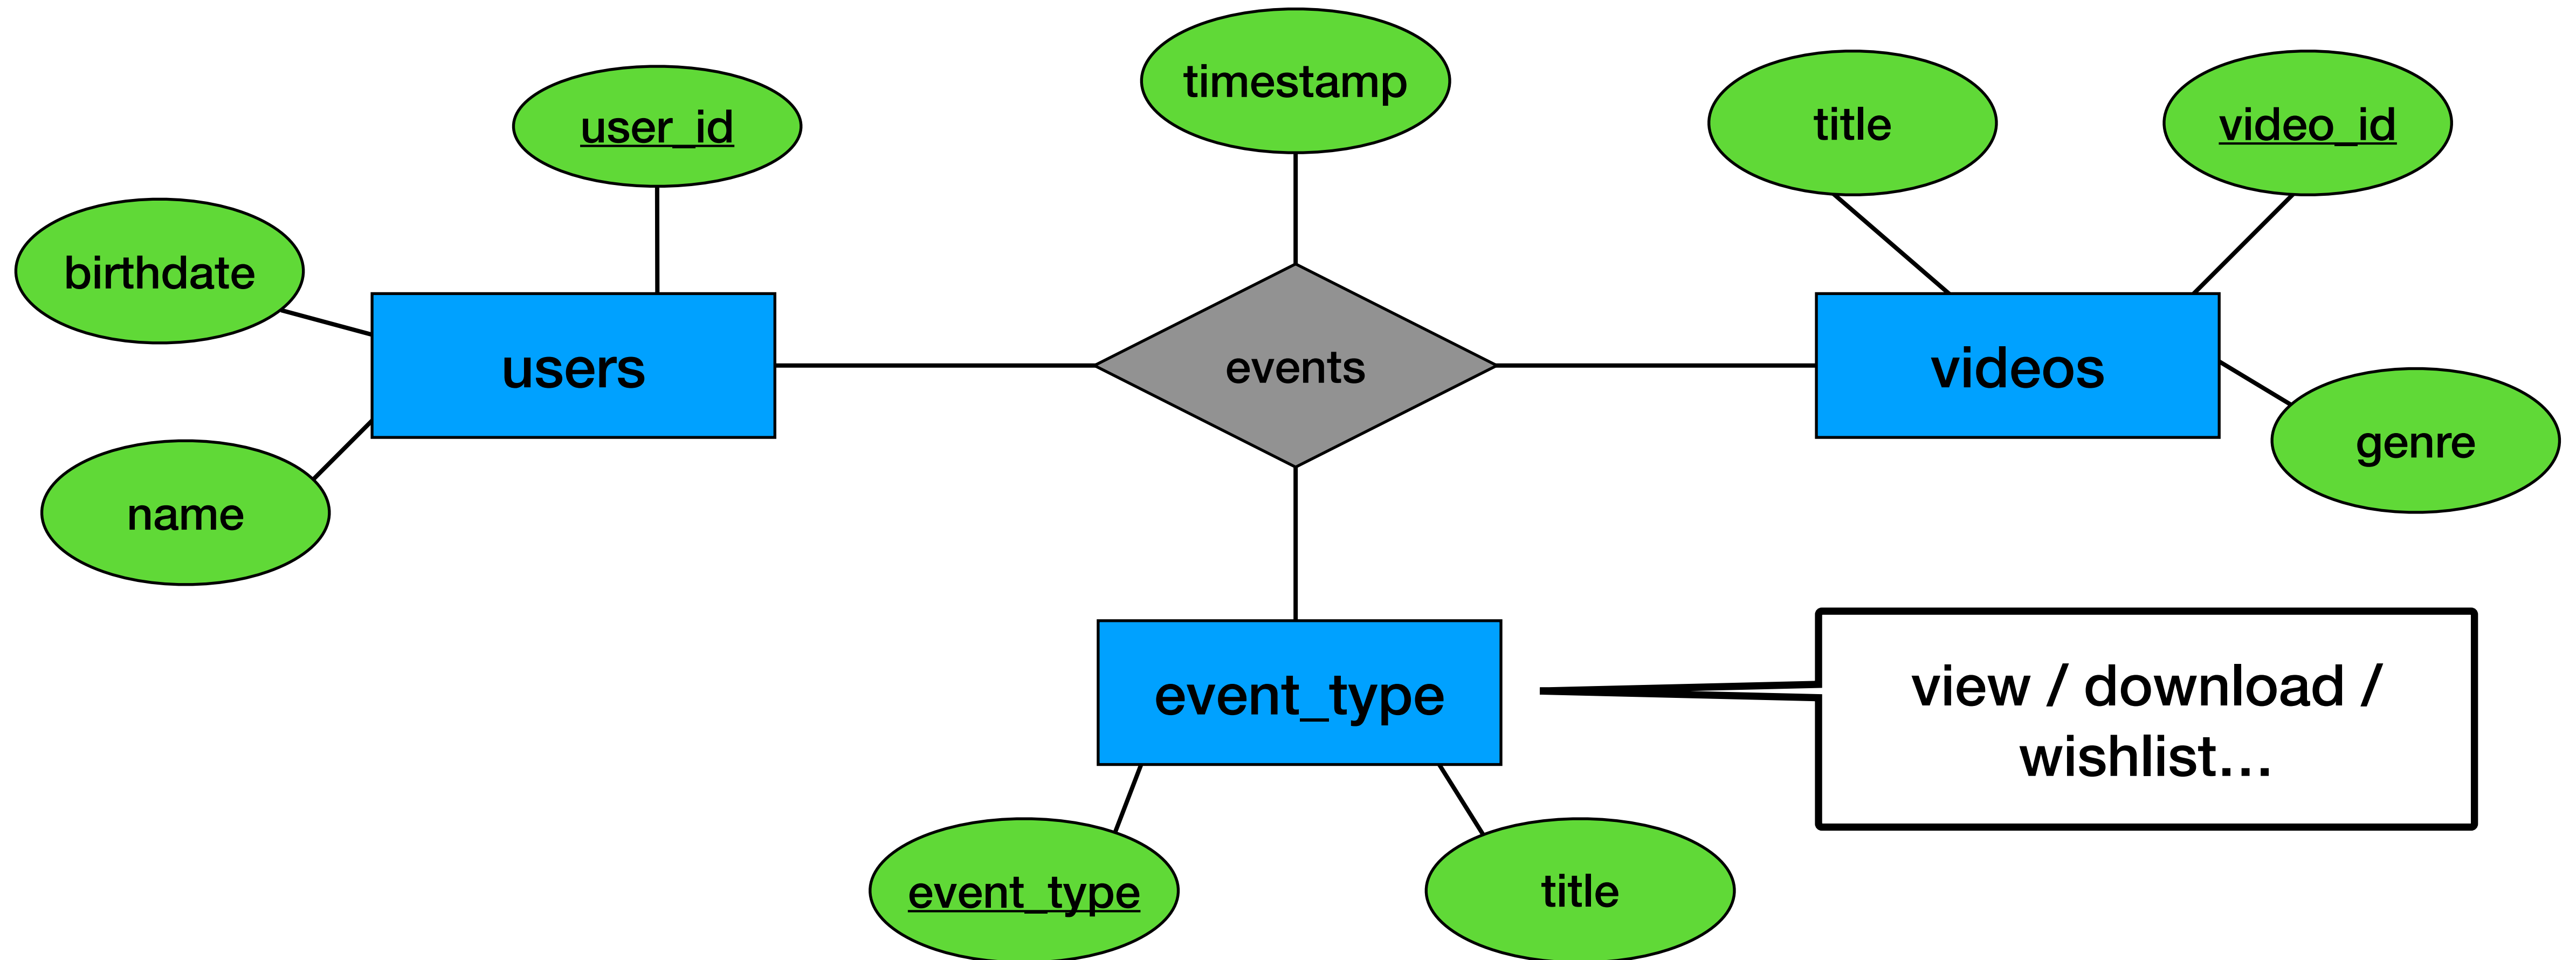 timestamp
title
video_id
user_id
birthdate
users
events
videos
genre
name
event_type
view / download /
wishlist...
event_type
title